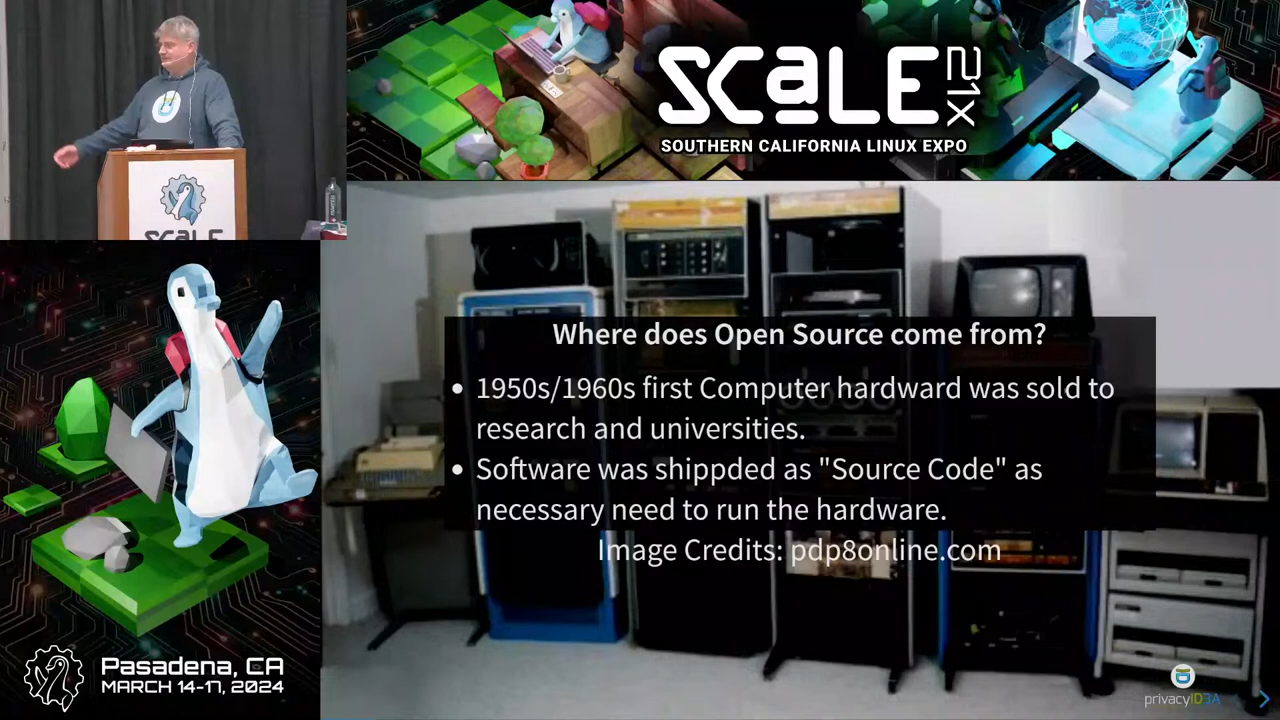 SCALE
21X
SOUTHERN CALIFORNIA LINUX EXPO
SCALE
Where does Open Source come from?
• 1950s/1960s first Computer hardward was sold to
research and universities.
• Software was shippded as "Source Code" as
necessary need to run the hardware.
Image Credits: pdp8online.com
Pasadena, CA
MARCH 14-17, 2024
privacyID3A